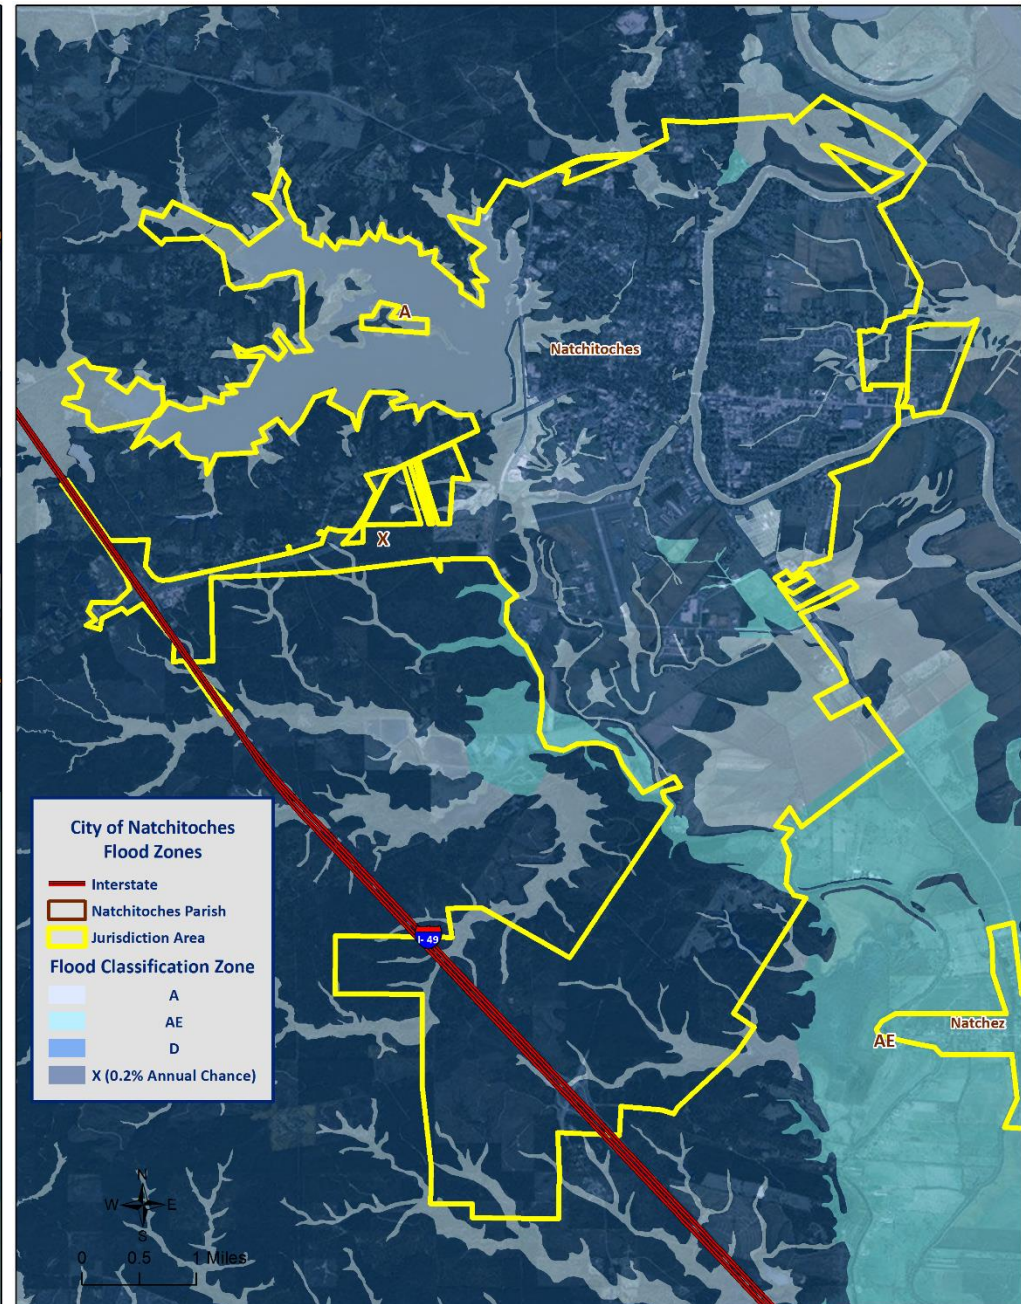 A
Natchitoches
X
City of Natchitoches
Flood Zones
Interstate
Natchitoches Parish
Jurisdiction Area
Flood Classification Zone
A
AE
D
X (0.2% Annual Chance)
I-49
Natchez
AE
N
W E
S
0 0.5 1 Miles